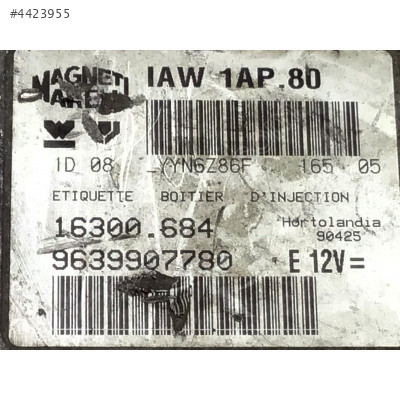 #4423955
MAGNETI IAW 1AP.80
MARELLI
ID 08 YYN6Z86F 165 05
ETIQUETTE BOITIER D'INJECTION
16300.684 Hortolandia
90425
9639907780 E 12V=